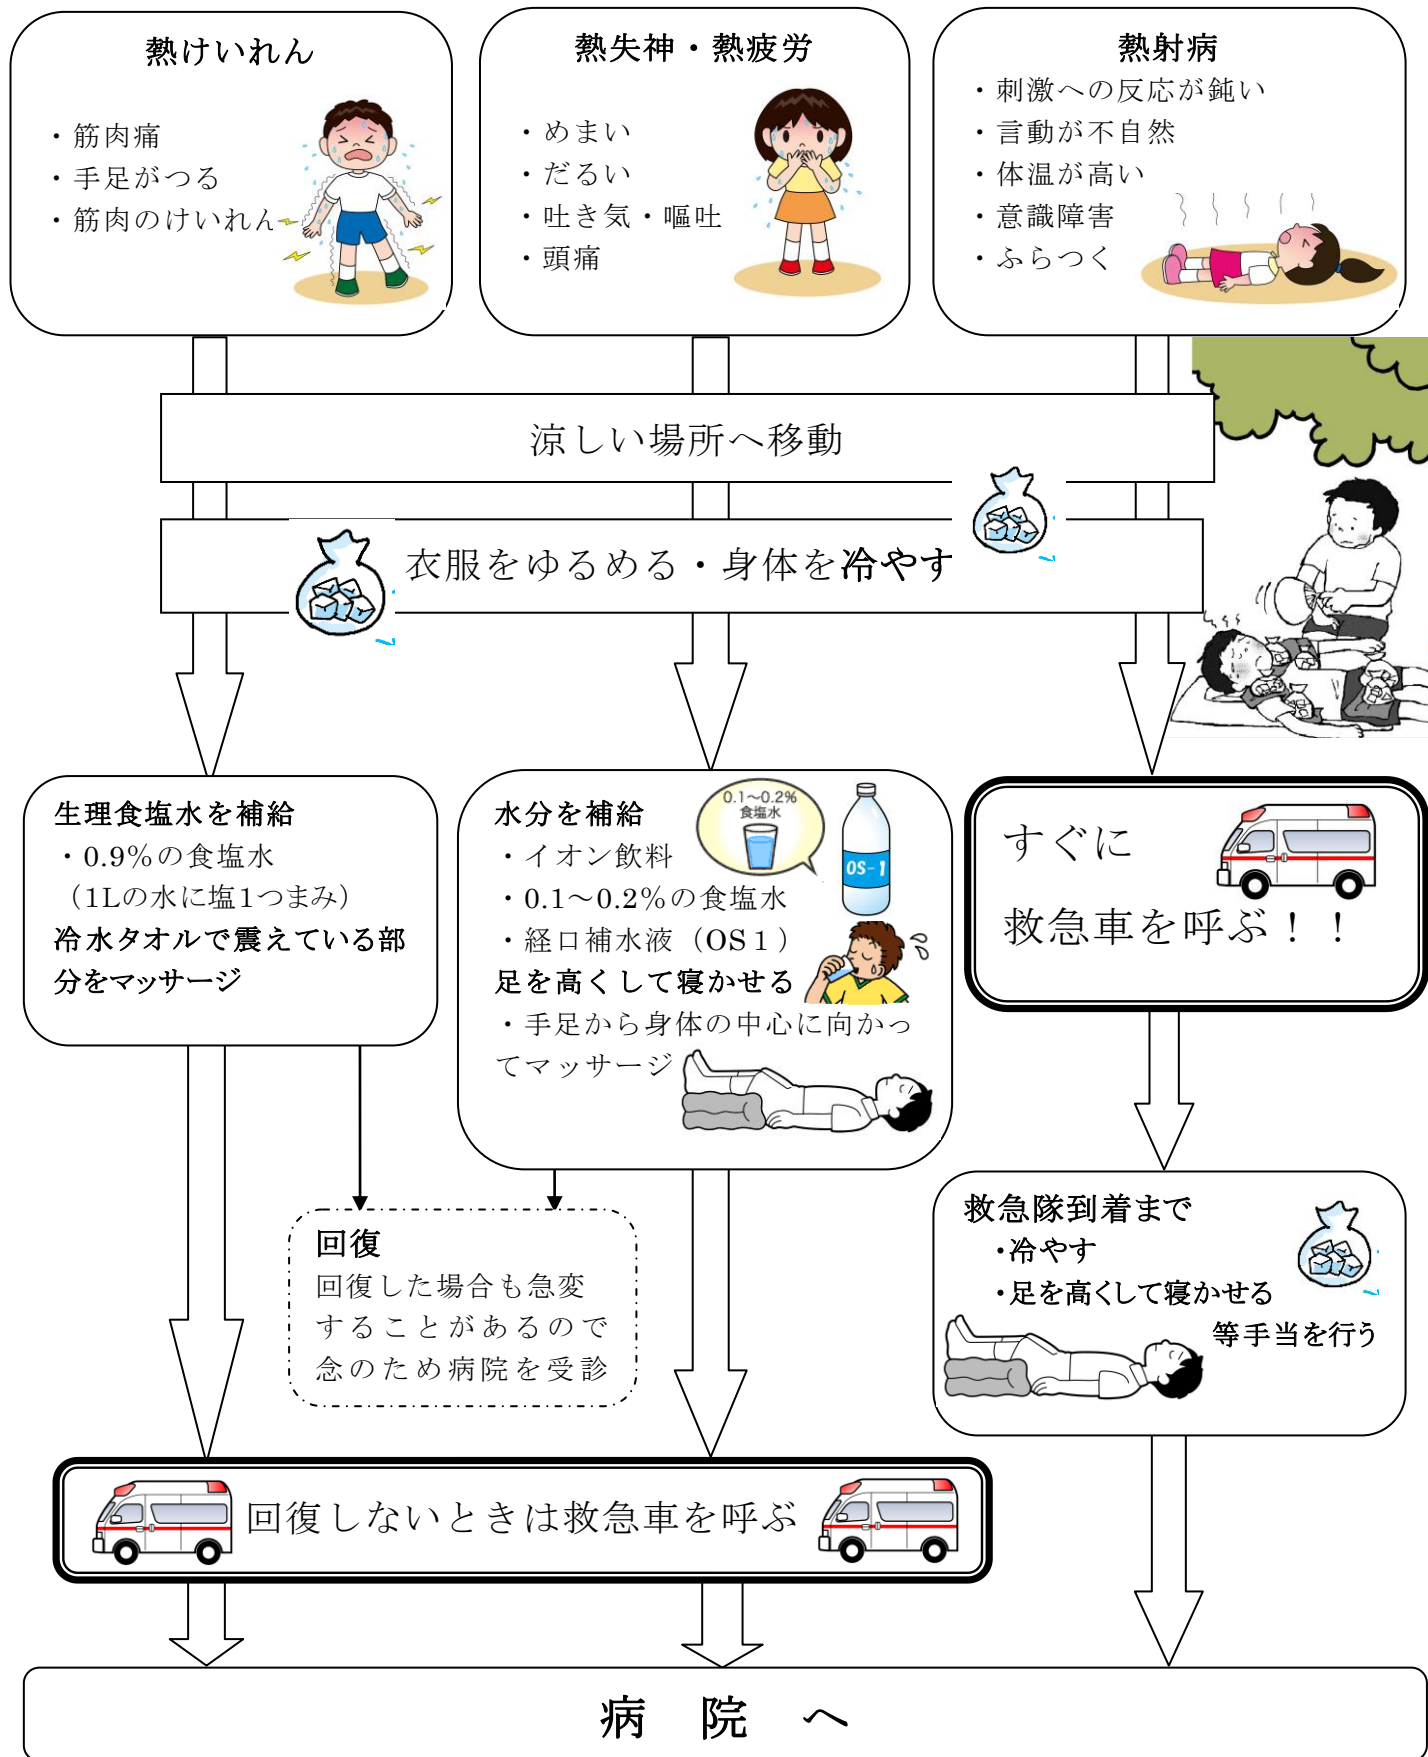 熱けいれん
・筋肉痛
・手足がつる
・筋肉のけいれん
熱失神・熱疲労
・めまい
・だるい
・吐き気・嘔吐
・頭痛
熱射病
・刺激への反応が鈍い
・言動が不自然
・体温が高い
・意識障害
・ふらつく
涼しい場所へ移動
衣服をゆるめる・身体を冷やす
生理食塩水を補給
・0.9%の食塩水
（1Lの水に塩1つまみ）
冷水タオルで震えている部
分をマッサージ
水分を補給
・イオン飲料
・0.1～0.2%の食塩水
・経口補水液（OS１）
足を高くして寝かせる
・手足から身体の中心に向かっ
てマッサージ
0.1～0.2%
食塩水
OS-1
すぐに
救急車を呼ぶ！！
回復
回復した場合も急変
することがあるので
念のため病院を受診
救急隊到着まで
・冷やす
・足を高くして寝かせる
等手当を行う
回復しないときは救急車を呼ぶ
病　院　へ